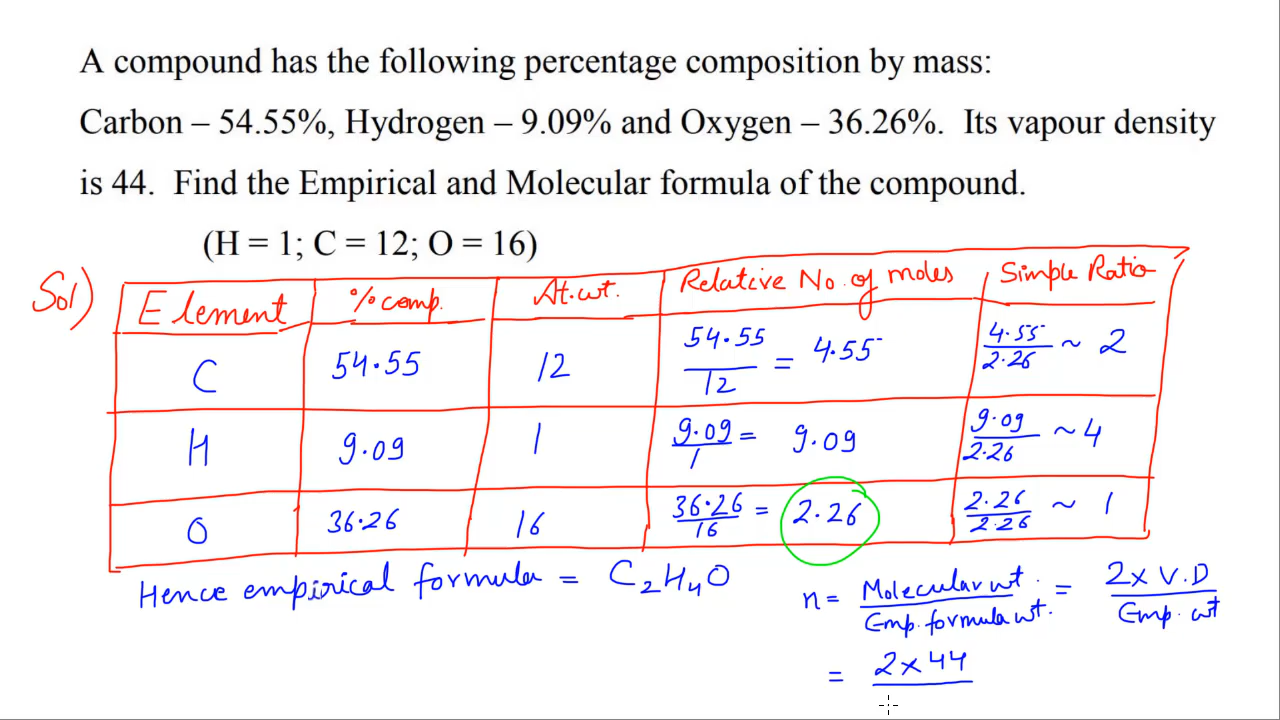 A compound has the following percentage composition by mass:
Carbon – 54.55%, Hydrogen – 9.09% and Oxygen – 36.26%. Its vapour density
is 44. Find the Empirical and Molecular formula of the compound.
(H = 1; C = 12; O = 16)
Sol) Element % comp. At. wt. Relative No. of moles Simple Ratio
C 54.55 12 54.55/12 = 4.55 4.55/2.26 ~ 2
H 9.09 1 9.09/1 = 9.09 9.09/2.26 ~ 4
O 36.26 16 36.26/16 = 2.26 2.26/2.26 ~ 1
Hence empirical formula = C₂H₄O
n = Molecular wt./Emp. formula wt. = 2 x V.D/Emp. wt
= 2 x 44